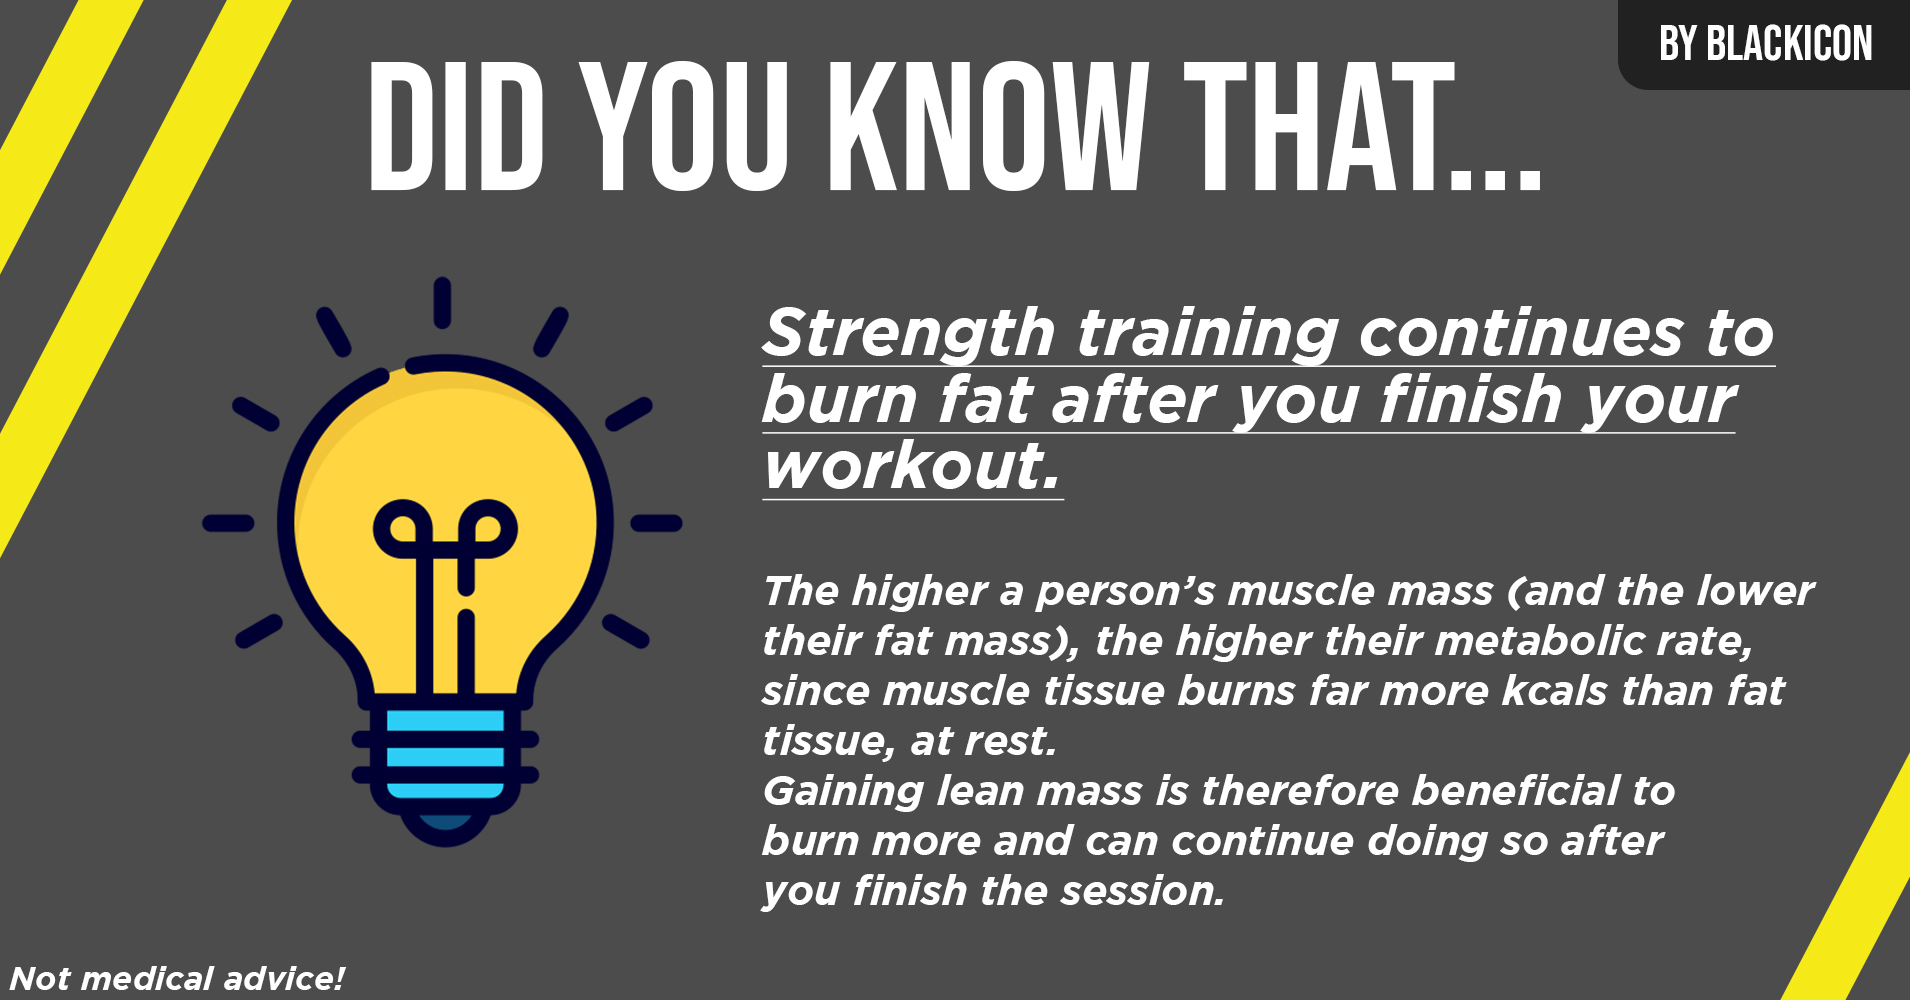 BY BLACKICON
DID YOU KNOW THAT...
Strength training continues to
burn fat after you finish your
workout.
The higher a person’s muscle mass (and the lower
their fat mass), the higher their metabolic rate,
since muscle tissue burns far more kcals than fat
tissue, at rest.
Gaining lean mass is therefore beneficial to
burn more and can continue doing so after
you finish the session.
Not medical advice!